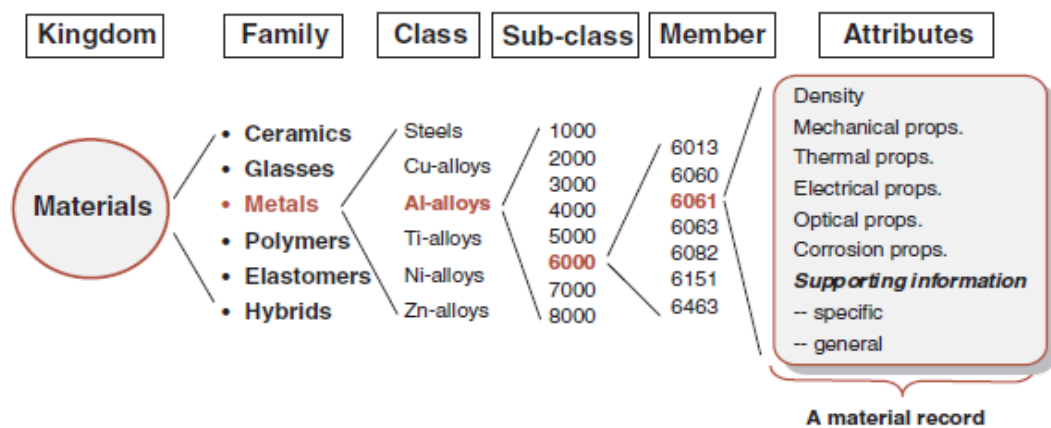 Kingdom
Family
Class
Sub-class
Member
Attributes
Materials
• Ceramics
• Glasses
• Metals
• Polymers
• Elastomers
• Hybrids
Steels
Cu-alloys
Al-alloys
Ti-alloys
Ni-alloys
Zn-alloys
1000
2000
3000
4000
5000
6000
7000
8000
6013
6060
6061
6063
6082
6151
6463
Density
Mechanical props.
Thermal props.
Electrical props.
Optical props.
Corrosion props.
Supporting information
-- specific
-- general
A material record